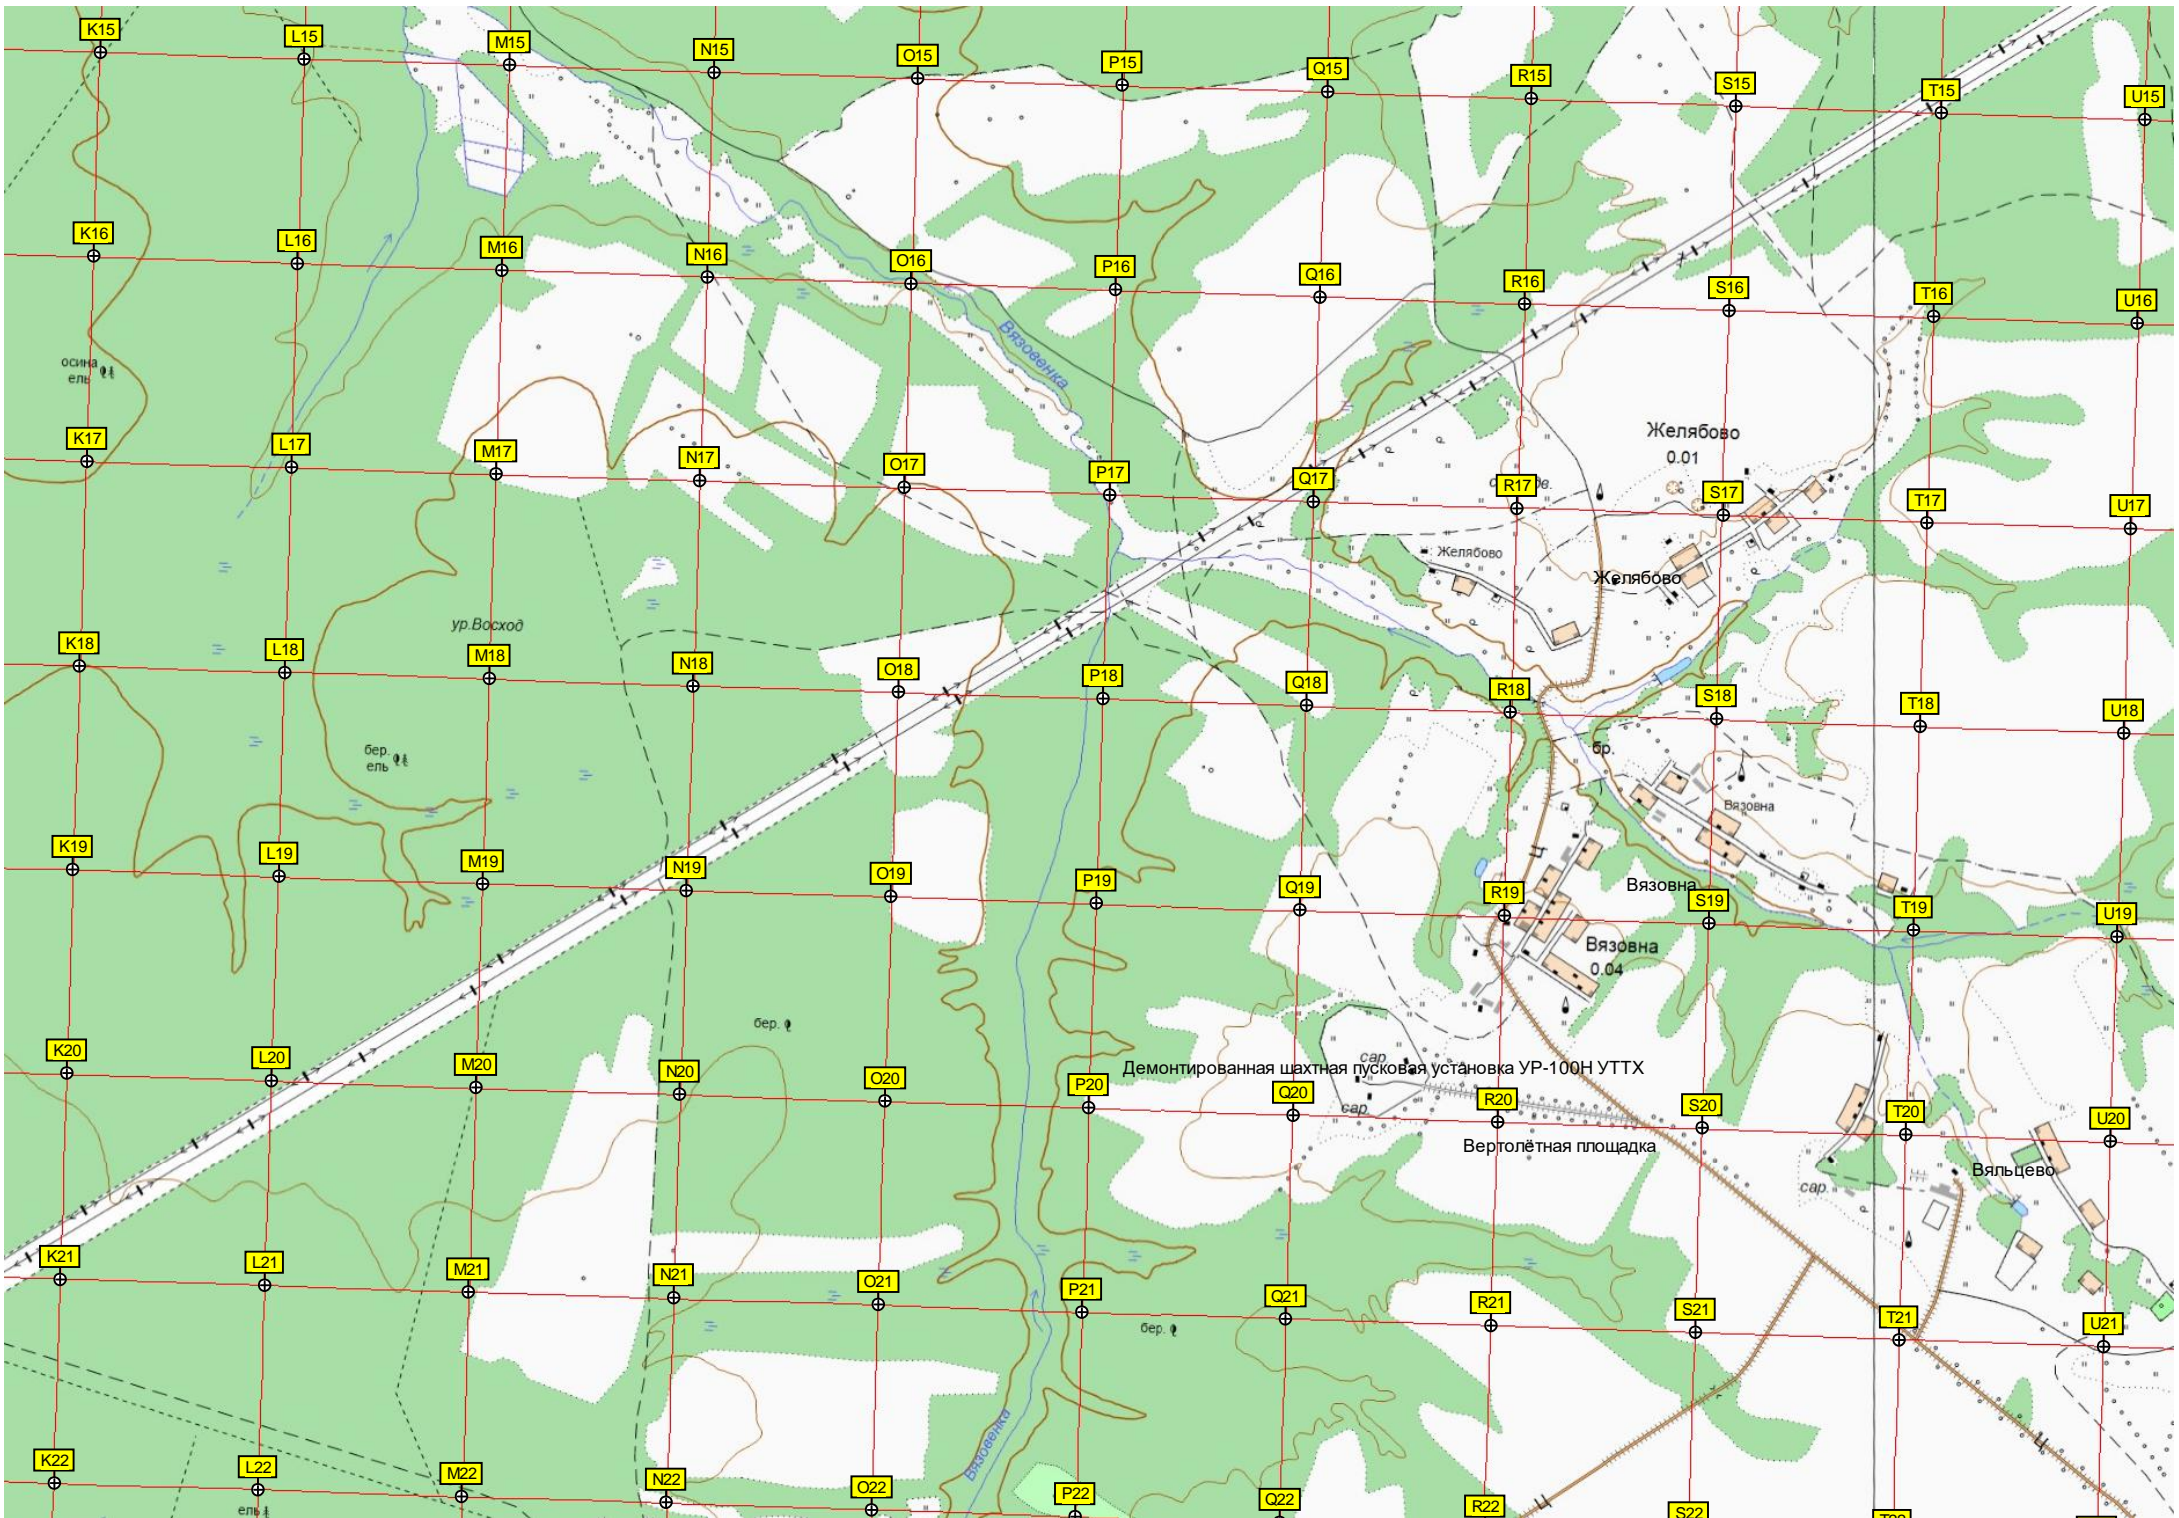 K15
L15
M15
N15
O15
P15
Q15
R15
S15
T15
U15
K16
L16
M16
N16
O16
P16
Q16
R16
S16
T16
U16
Вязовенка
осина
ель
Желябово
0.01
K17
L17
M17
N17
O17
P17
Q17
R17
S17
T17
U17
Желябово
Желябово
ур.Восход
K18
L18
M18
N18
O18
P18
Q18
R18
S18
T18
U18
бер.
ель
бр.
Вязовна
K19
L19
M19
N19
O19
P19
Q19
R19
Вязовна
S19
T19
U19
Вязовна
0.04
бер.
K20
L20
M20
N20
O20
P20
сар.
Демонтированная шахтная пусковая установка УР-100Н УТТХ
Q20
сар.
R20
S20
T20
U20
Вертолётная площадка
Вяльцево
сар.
K21
L21
M21
N21
O21
P21
Q21
R21
S21
T21
U21
бер.
Вязовенка
K22
L22
M22
N22
O22
P22
Q22
R22
S22
ель